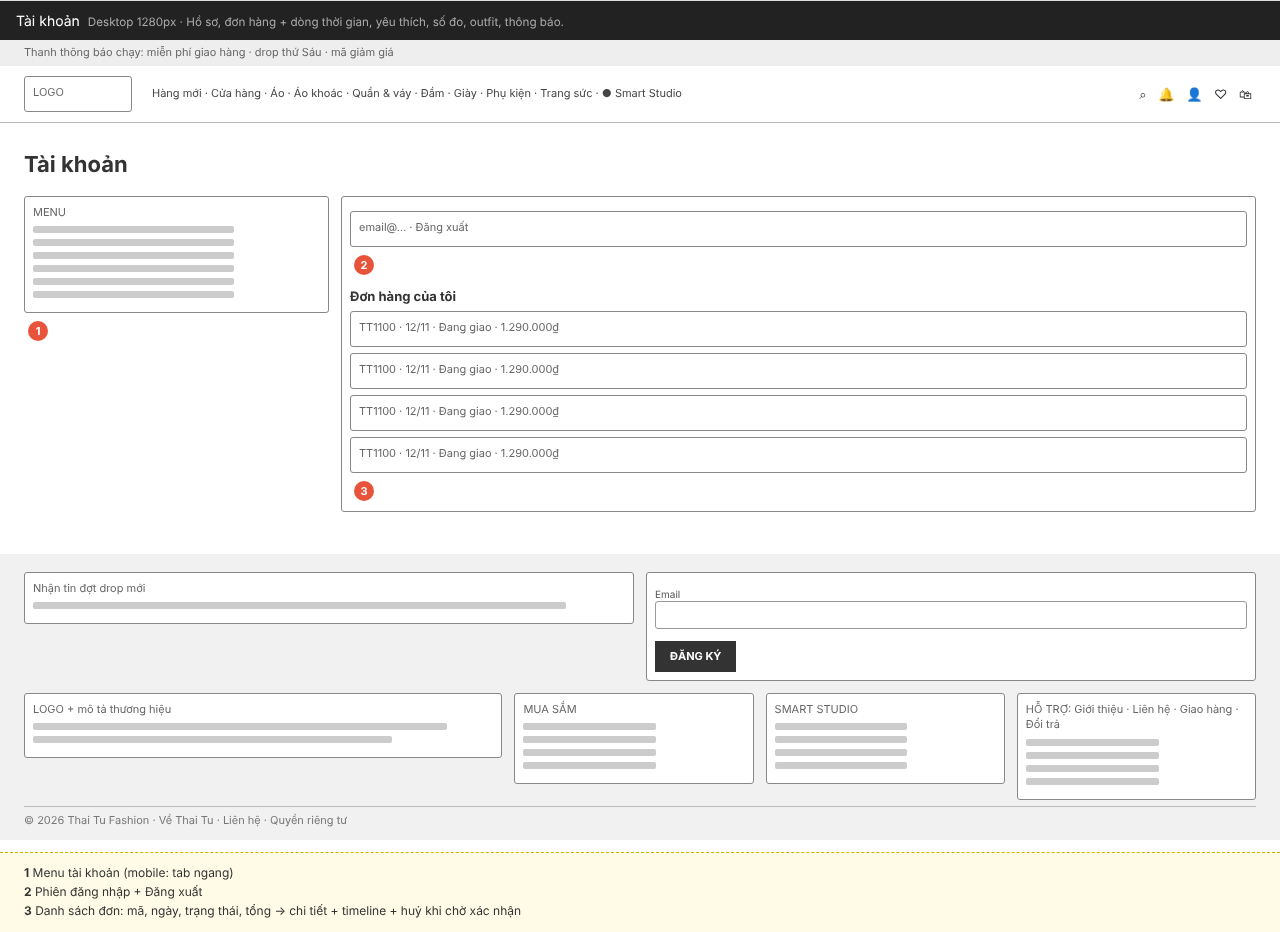 Tài khoản Desktop 1280px · Hồ sơ, đơn hàng + dòng thời gian, yêu thích, số đo, outfit, thông báo.
Thanh thông báo chạy: miễn phí giao hàng · drop thứ Sáu · mã giảm giá
LOGO
Hàng mới · Cửa hàng · Áo · Áo khoác · Quần & váy · Đầm · Giày · Phụ kiện · Trang sức · ● Smart Studio
Tài khoản
MENU
1
email@... · Đăng xuất
2
Đơn hàng của tôi
TT1100 · 12/11 · Đang giao · 1.290.000₫
TT1100 · 12/11 · Đang giao · 1.290.000₫
TT1100 · 12/11 · Đang giao · 1.290.000₫
TT1100 · 12/11 · Đang giao · 1.290.000₫
3
Nhận tin đợt drop mới
Email
ĐĂNG KÝ
LOGO + mô tả thương hiệu
MUA SẮM
SMART STUDIO
HỖ TRỢ: Giới thiệu · Liên hệ · Giao hàng ·
Đổi trả
© 2026 Thai Tu Fashion · Về Thai Tu · Liên hệ · Quyền riêng tư
1 Menu tài khoản (mobile: tab ngang)
2 Phiên đăng nhập + Đăng xuất
3 Danh sách đơn: mã, ngày, trạng thái, tổng → chi tiết + timeline + huỷ khi chờ xác nhận